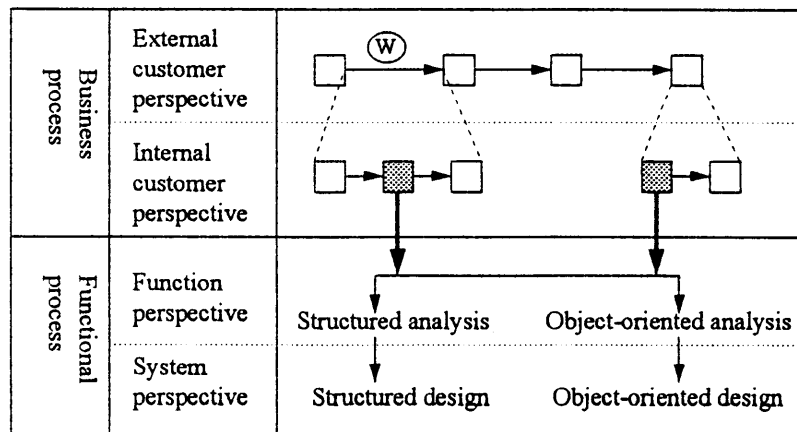 Business
process
External
customer
perspective
W
Internal
customer
perspective
Functional
process
Function
perspective
Structured analysis
Object-oriented analysis
System
perspective
Structured design
Object-oriented design